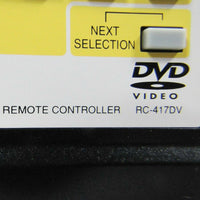 NEXT
SELECTION
DVD
VIDEO
REMOTE CONTROLLER RC-417DV